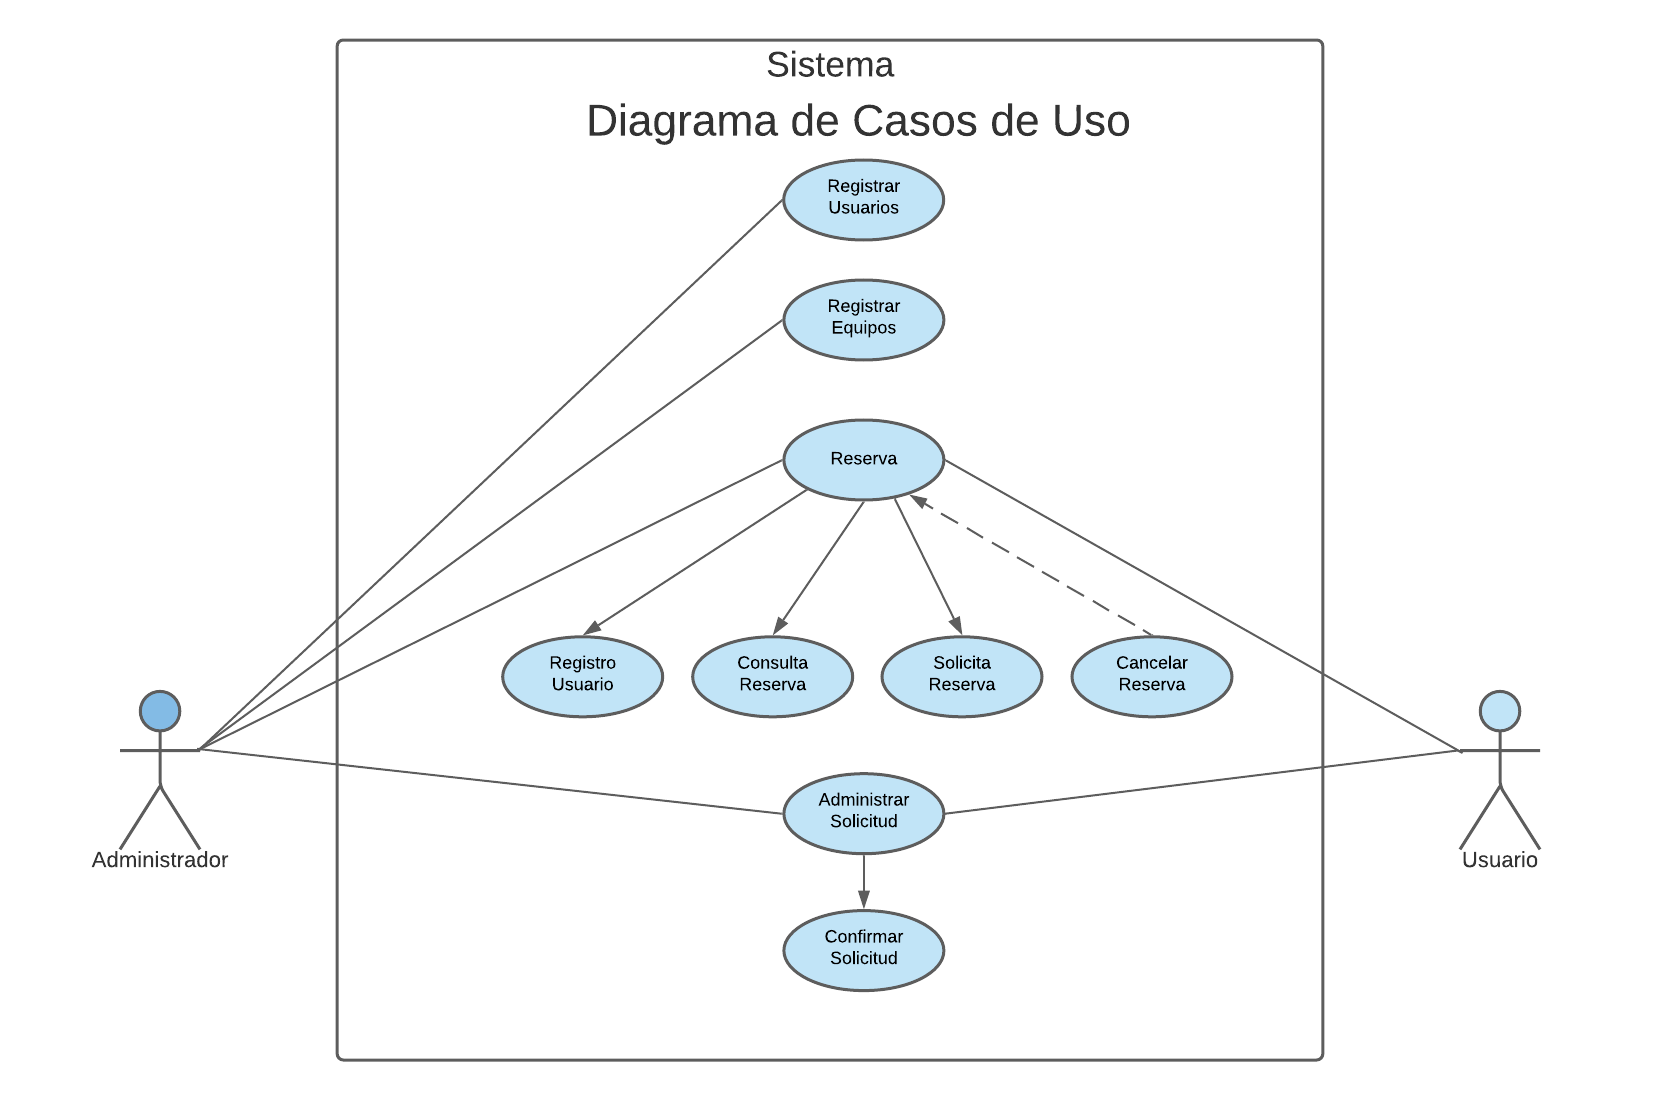 Sistema
Diagrama de Casos de Uso
Registrar
Usuarios
Registrar
Equipos
Reserva
Registro
Usuario
Consulta
Reserva
Solicita
Reserva
Cancelar
Reserva
Administrar
Solicitud
Administrador
Usuario
Confirmar
Solicitud